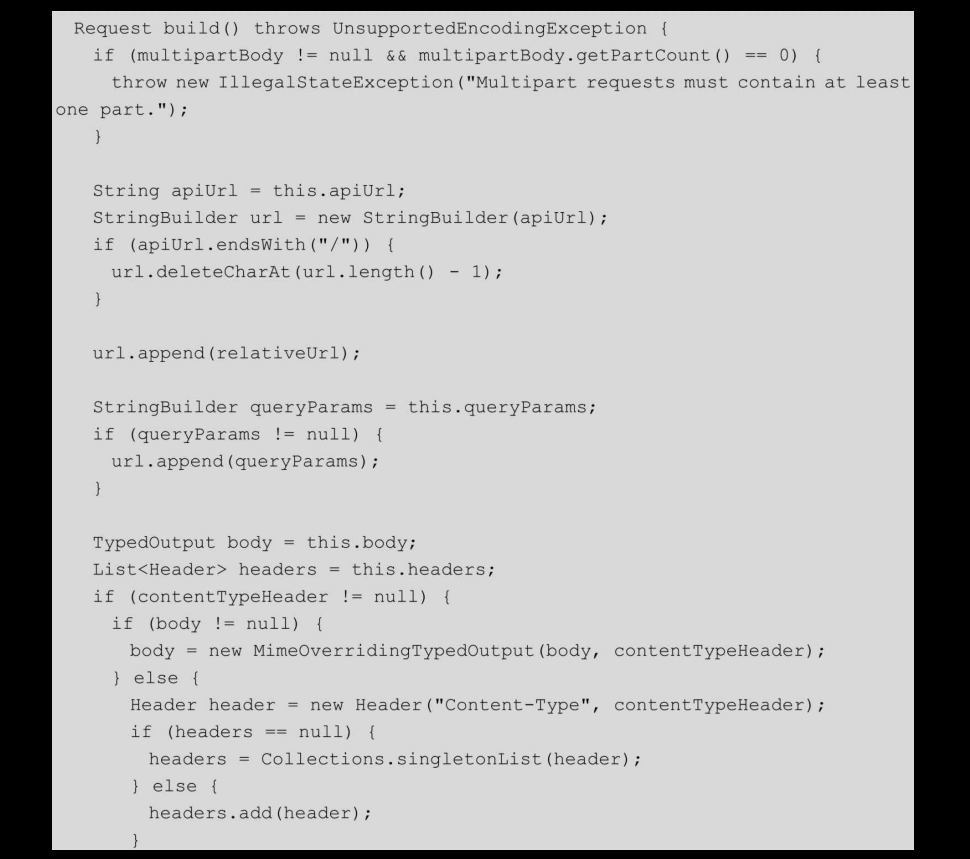 Request build() throws UnsupportedEncodingException {
if (multipartBody != null && multipartBody.getPartCount() == 0) {
throw new IllegalStateException("Multipart requests must contain at least
one part.");
}
String apiUrl = this.apiUrl;
StringBuilder url = new StringBuilder(apiUrl);
if (apiUrl.endsWith("/")) {
url.deleteCharAt(url.length() - 1);
}
url.append(relativeUrl);
StringBuilder queryParams = this.queryParams;
if (queryParams != null) {
url.append(queryParams);
}
TypedOutput body = this.body;
List<Header> headers = this.headers;
if (contentTypeHeader != null) {
if (body != null) {
body = new MimeOverridingTypedOutput(body, contentTypeHeader);
} else {
Header header = new Header("Content-Type", contentTypeHeader);
if (headers == null) {
headers = Collections.singletonList(header);
} else {
headers.add(header);
}